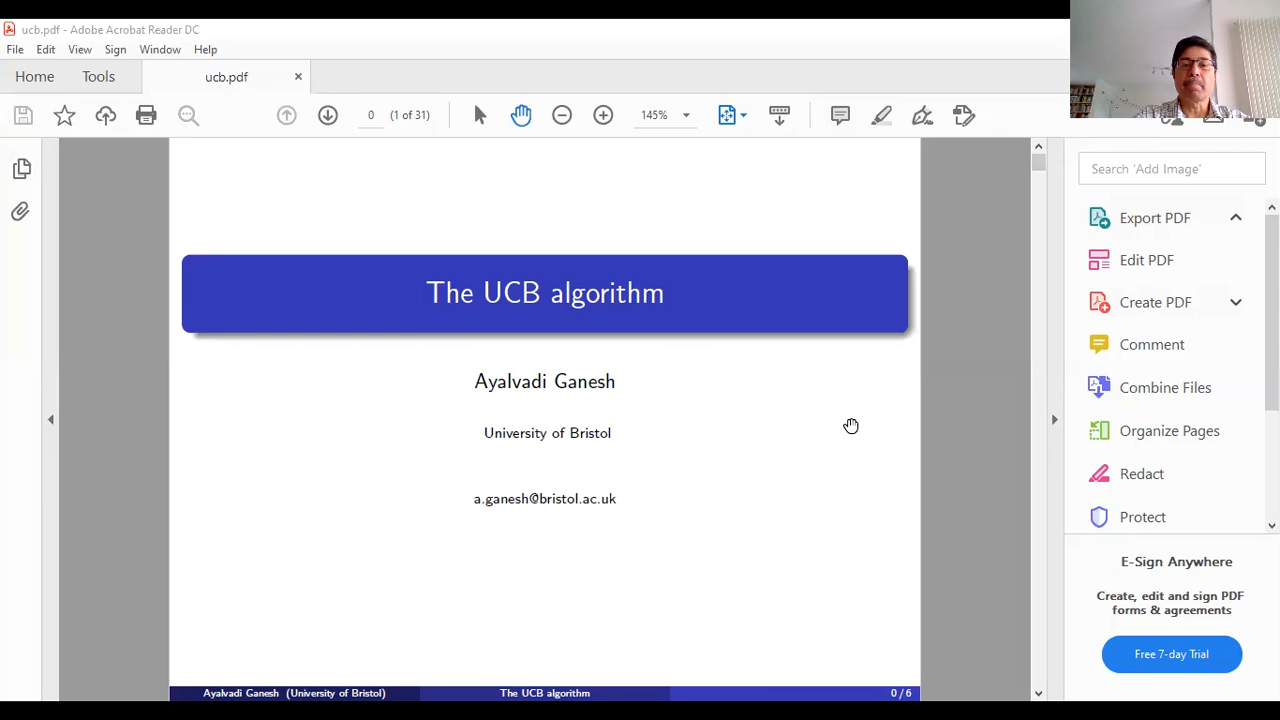 ucb.pdf - Adobe Acrobat Reader DC
File Edit View Sign Window Help
Home Tools ucb.pdf ×
0 (1 of 31) 145%
Search 'Add Image'
Export PDF
Edit PDF
Create PDF
Comment
Combine Files
Organize Pages
Redact
Protect
E-Sign Anywhere
Create, edit and sign PDF
forms & agreements
Free 7-day Trial
The UCB algorithm
Ayalvadi Ganesh
University of Bristol
a.ganesh@bristol.ac.uk
Ayalvadi Ganesh (University of Bristol) The UCB algorithm 0 / 6